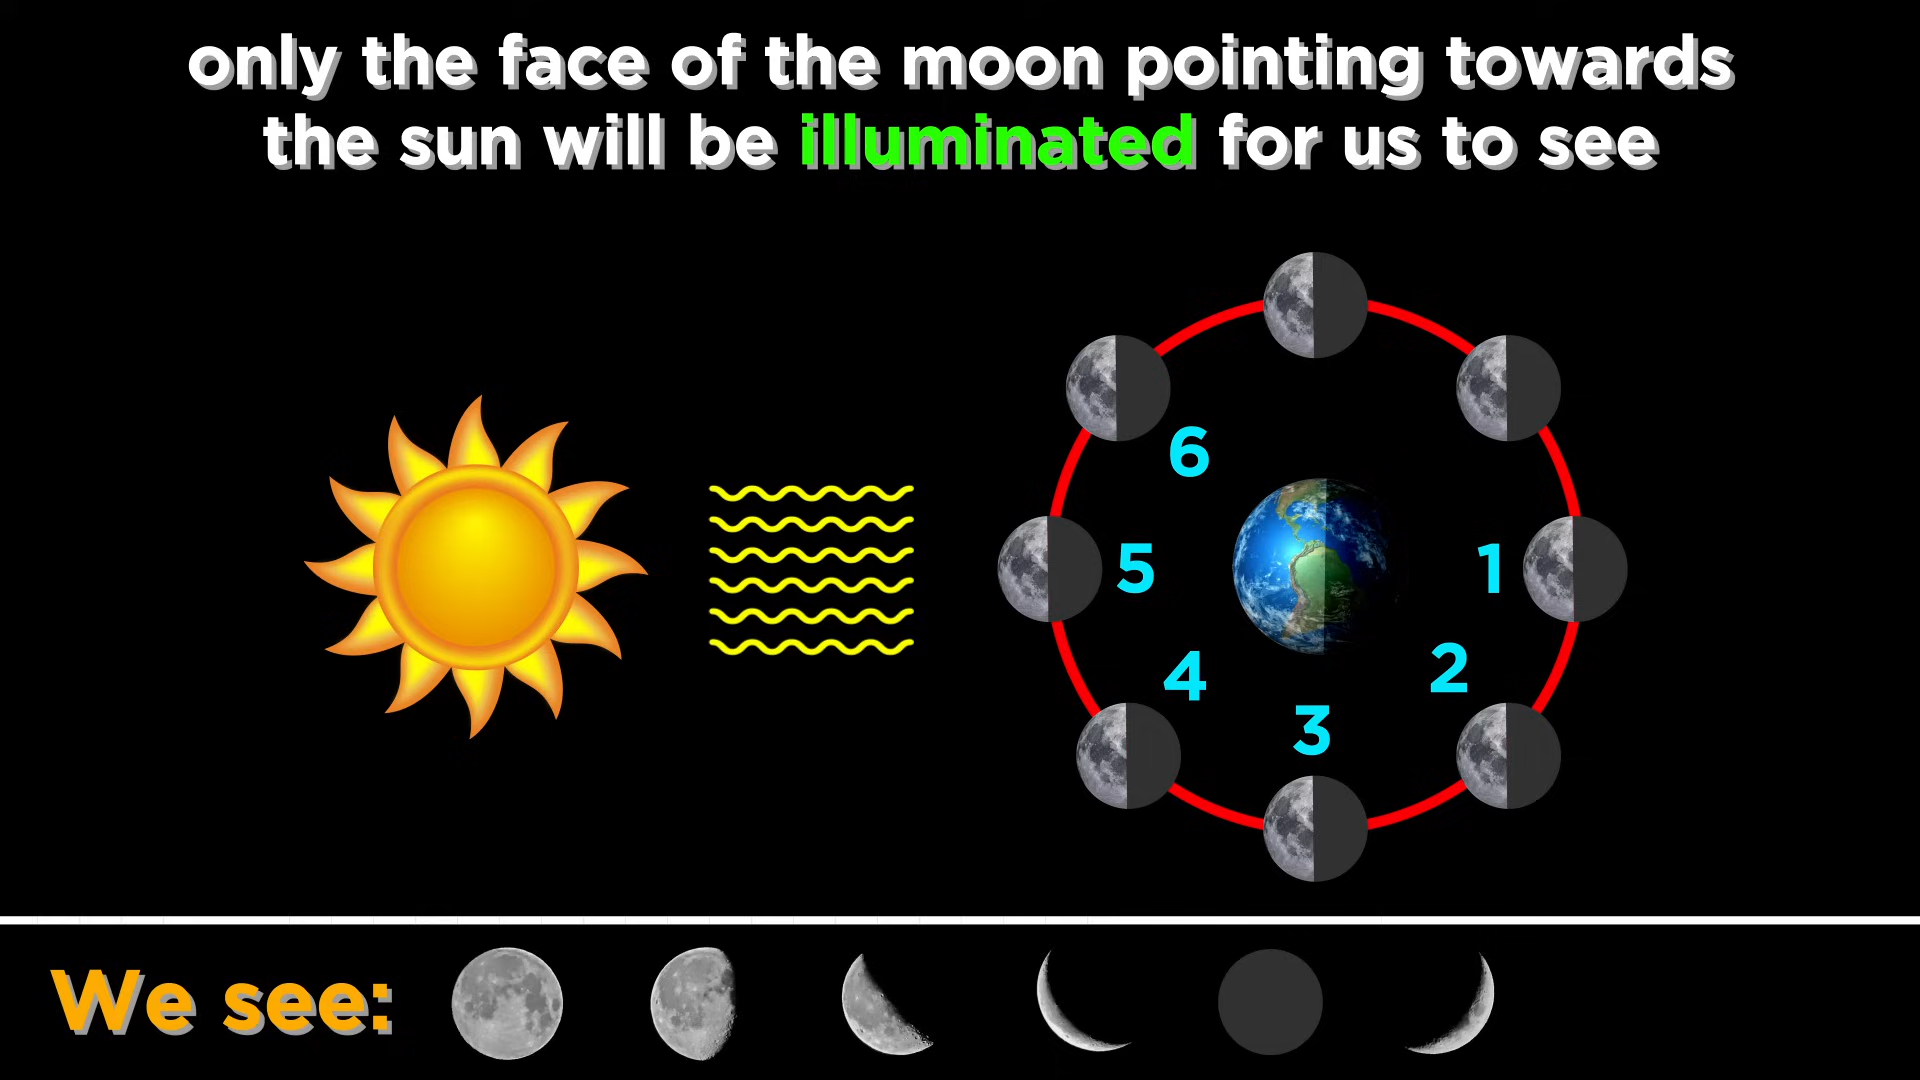 only the face of the moon pointing towards
the sun will be illuminated for us to see
6
5
1
4
2
3
We see: